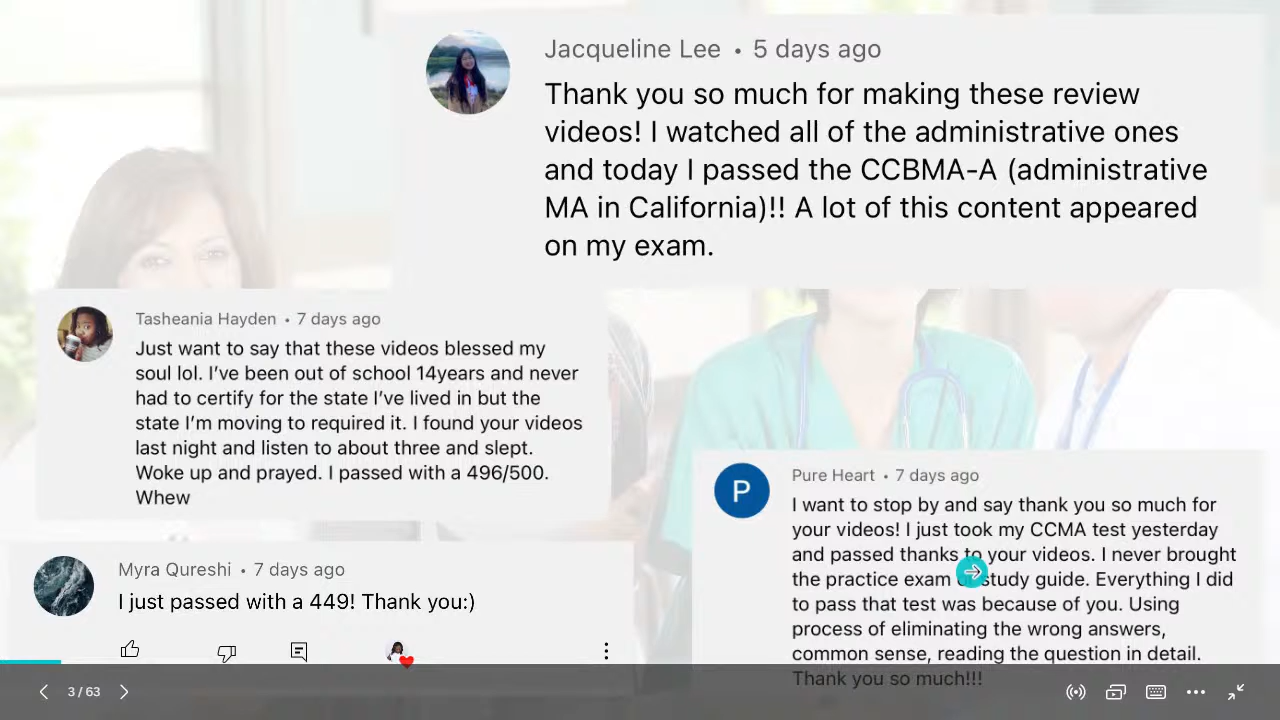 Jacqueline Lee • 5 days ago
Thank you so much for making these review
videos! I watched all of the administrative ones
and today I passed the CCBMA-A (administrative
MA in California)!! A lot of this content appeared
on my exam.
Tasheania Hayden • 7 days ago
Just want to say that these videos blessed my
soul lol. I’ve been out of school 14years and never
had to certify for the state I’ve lived in but the
state I’m moving to required it. I found your videos
last night and listen to about three and slept.
Woke up and prayed. I passed with a 496/500.
Whew
Myra Qureshi • 7 days ago
I just passed with a 449! Thank you:)
P
Pure Heart • 7 days ago
I want to stop by and say thank you so much for
your videos! I just took my CCMA test yesterday
and passed thanks to your videos. I never brought
the practice exam study guide. Everything I did
to pass that test was because of you. Using
process of eliminating the wrong answers,
common sense, reading the question in detail.
Thank you so much!!!
3 / 63